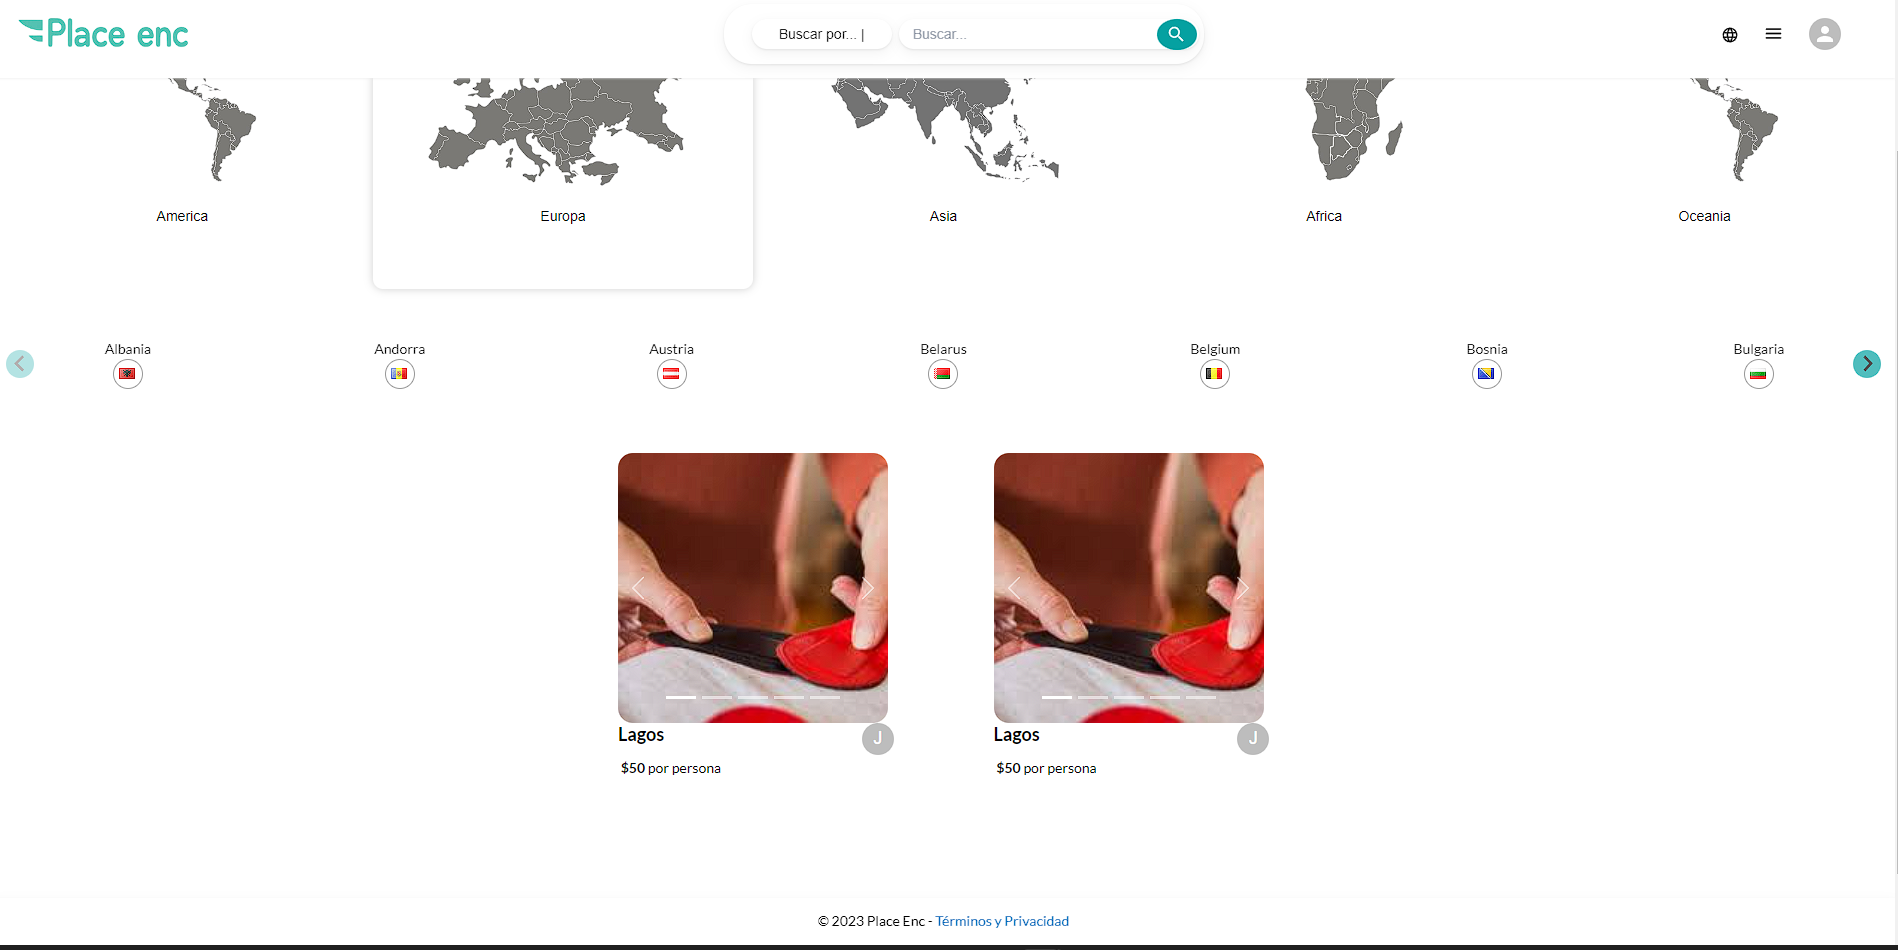 Place enc
Buscar por... |
Buscar...
America
Europa
Asia
Africa
Oceania
Albania
Andorra
Austria
Belarus
Belgium
Bosnia
Bulgaria
Lagos
J
$50 por persona
Lagos
J
$50 por persona
© 2023 Place Enc - Términos y Privacidad